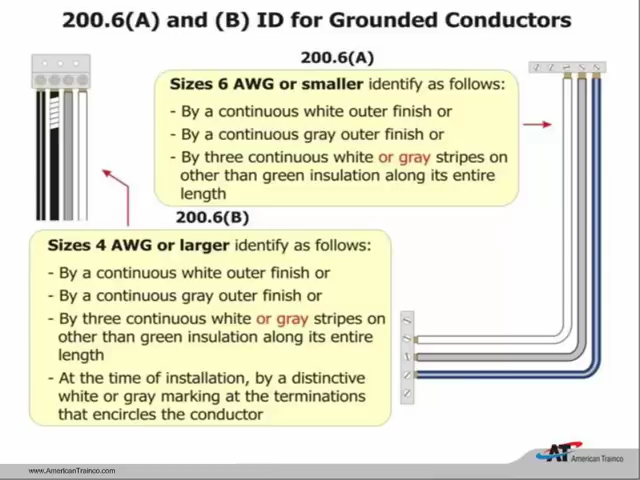 200.6(A) and (B) ID for Grounded Conductors
200.6(A)
Sizes 6 AWG or smaller identify as follows:
- By a continuous white outer finish or
- By a continuous gray outer finish or
- By three continuous white or gray stripes on
other than green insulation along its entire
length
200.6(B)
Sizes 4 AWG or larger identify as follows:
- By a continuous white outer finish or
- By a continuous gray outer finish or
- By three continuous white or gray stripes on
other than green insulation along its entire
length
- At the time of installation, by a distinctive
white or gray marking at the terminations
that encircles the conductor
www.AmericanTrainco.com
AT American Trainco